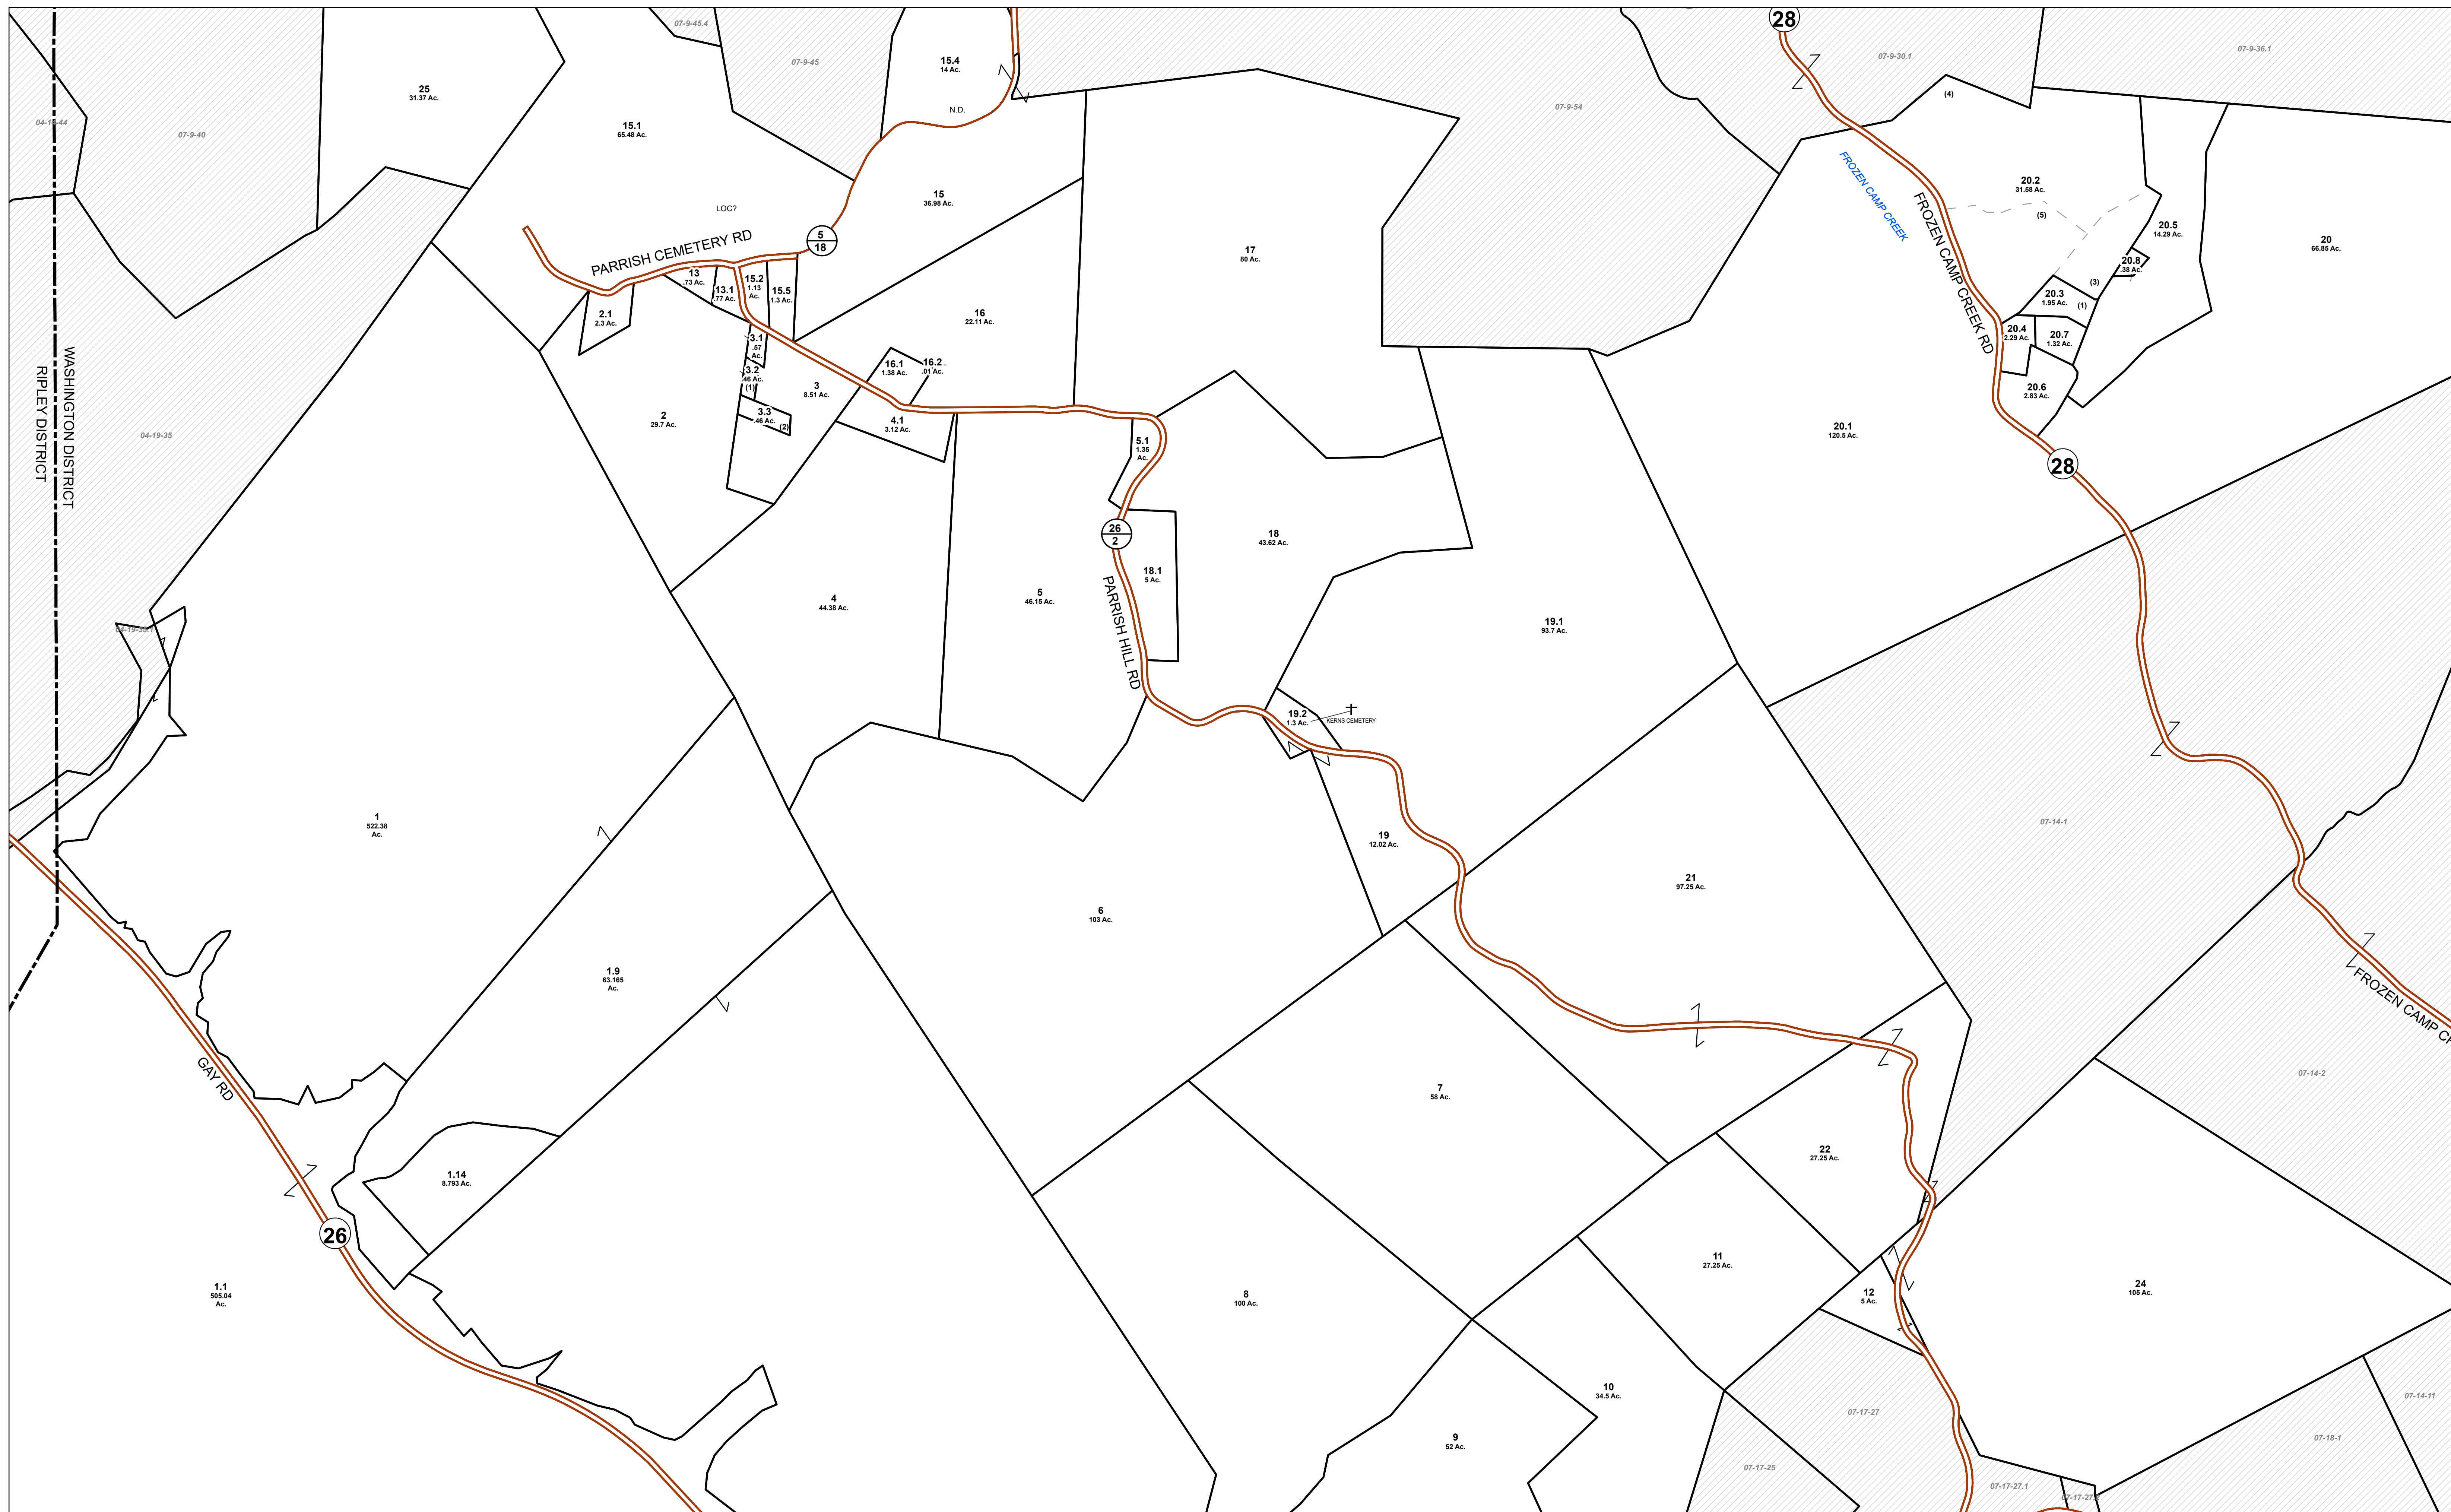 28
07-9-45.4
07-9-36.1
07-9-30.1
15.4
14 Ac.
07-9-45
25
31.37 Ac.
(4)
07-9-54
N.D.
04-19-44
15.1
65.48 Ac.
07-9-40
FROZEN CAMP CREEK
20.2
31.58 Ac.
15
36.98 Ac.
LOC?
(5)
20.5
14.29 Ac.
5
18
PARRISH CEMETERY RD
FROZEN CAMP CREEK RD
20
66.85 Ac.
17
80 Ac.
20.8
.38 Ac.
13
.73 Ac.
15.2
1.13
Ac.
13.1
.77 Ac.
15.5
1.3 Ac.
(3)
20.3
1.95 Ac.
(1)
2.1
2.3 Ac.
16
22.11 Ac.
20.4
2.29 Ac.
20.7
1.32 Ac.
3.1
.57
Ac.
16.1
1.38 Ac.
16.2
.01 Ac.
3.2
.46 Ac.
(1)
3
8.51 Ac.
20.6
2.83 Ac.
WASHINGTON DISTRICT
RIPLEY DISTRICT
2
29.7 Ac.
3.3
.46 Ac.
(2)
4.1
3.12 Ac.
20.1
120.5 Ac.
04-19-35
5.1
1.35
Ac.
28
26
2
18
43.62 Ac.
18.1
5 Ac.
5
46.15 Ac.
4
44.38 Ac.
PARRISH HILL RD
04-19-35.1
19.1
93.7 Ac.
19.2
1.3 Ac.
KERNS CEMETERY
1
522.38
Ac.
07-14-1
19
12.02 Ac.
21
97.25 Ac.
6
103 Ac.
1.9
63.165
Ac.
FROZEN CAMP CR
GAY RD
07-14-2
7
58 Ac.
22
27.25 Ac.
1.14
8.793 Ac.
26
11
27.25 Ac.
1.1
505.04
Ac.
8
100 Ac.
12
5 Ac.
24
105 Ac.
10
34.5 Ac.
07-14-11
07-17-27
9
52 Ac.
07-18-1
07-17-25
07-17-27.1